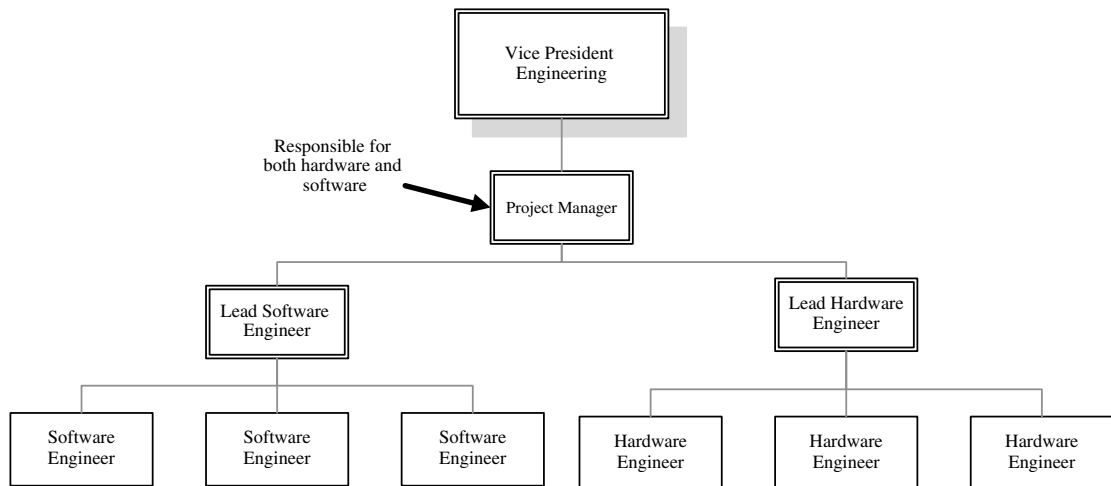 Vice President
Engineering
Responsible for
both hardware and
software
Project Manager
Lead Software
Engineer
Lead Hardware
Engineer
Software
Engineer
Software
Engineer
Software
Engineer
Hardware
Engineer
Hardware
Engineer
Hardware
Engineer